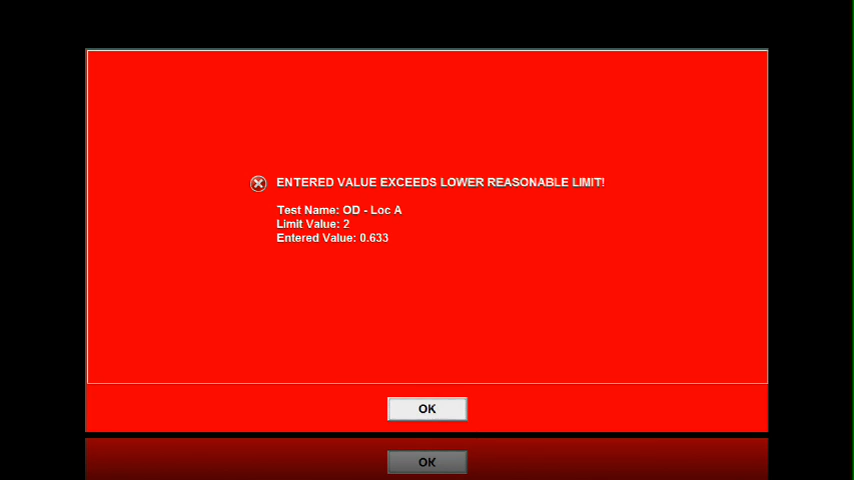 ENTERED VALUE EXCEEDS LOWER REASONABLE LIMIT!
Test Name: OD - Loc A
Limit Value: 2
Entered Value: 0.633
OK
OK